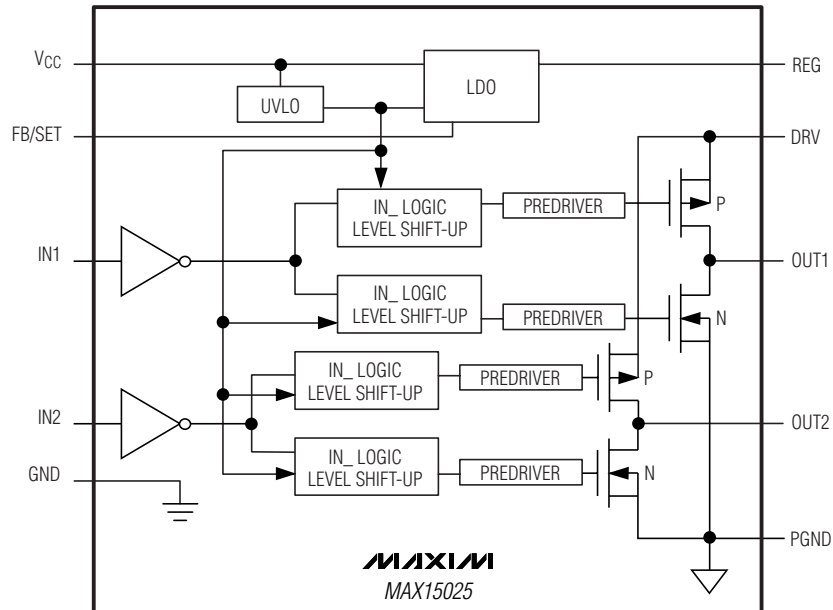 VCC
LDO
REG
UVLO
FB/SET
DRV
IN_ LOGIC
LEVEL SHIFT-UP
PREDRIVER
P
IN1
OUT1
IN_ LOGIC
LEVEL SHIFT-UP
PREDRIVER
N
IN_ LOGIC
LEVEL SHIFT-UP
PREDRIVER
P
IN2
OUT2
IN_ LOGIC
LEVEL SHIFT-UP
PREDRIVER
N
GND
PGND
MAXIM
MAX15025